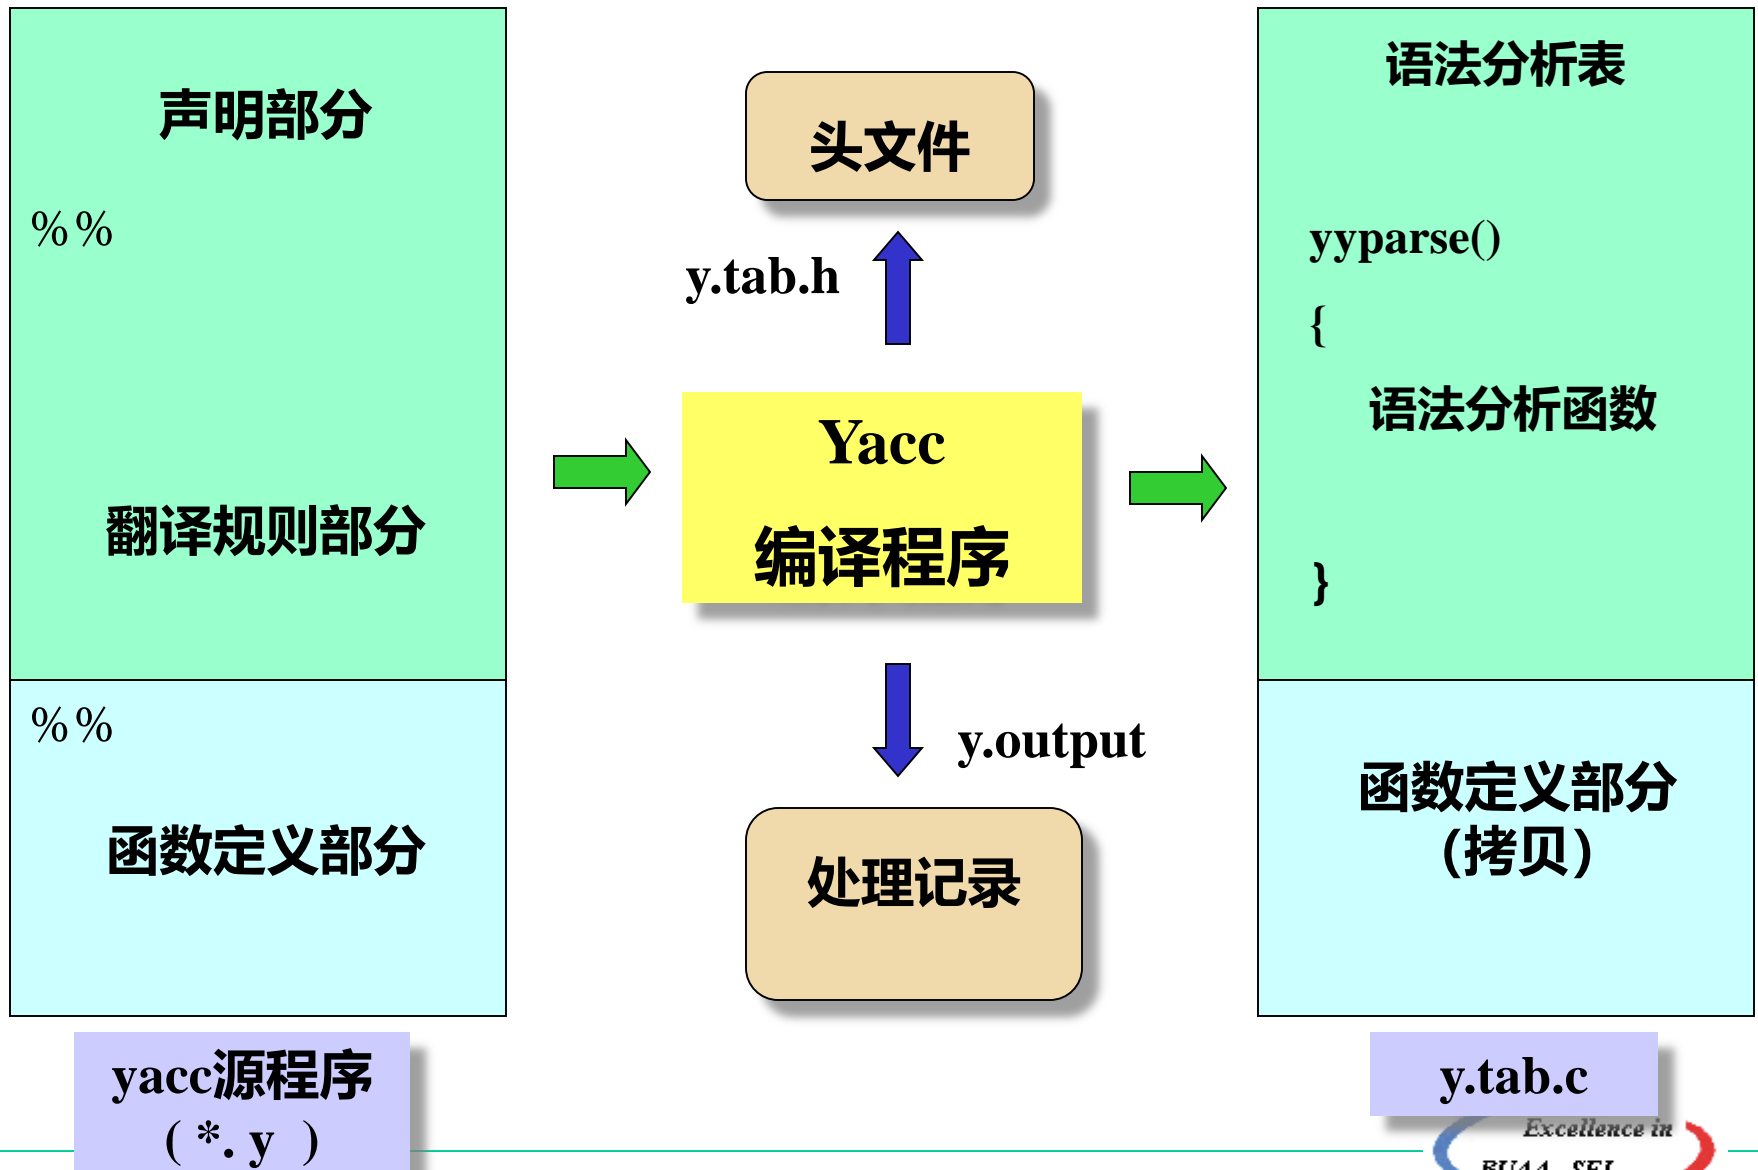 声明部分
%%
翻译规则部分
%%
函数定义部分
yacc源程序
( *. y )
头文件
y.tab.h
Yacc
编译程序
y.output
处理记录
语法分析表
yyparse()
{
语法分析函数
}
函数定义部分
（拷贝）
y.tab.c
Excellence in
BUAA SEI